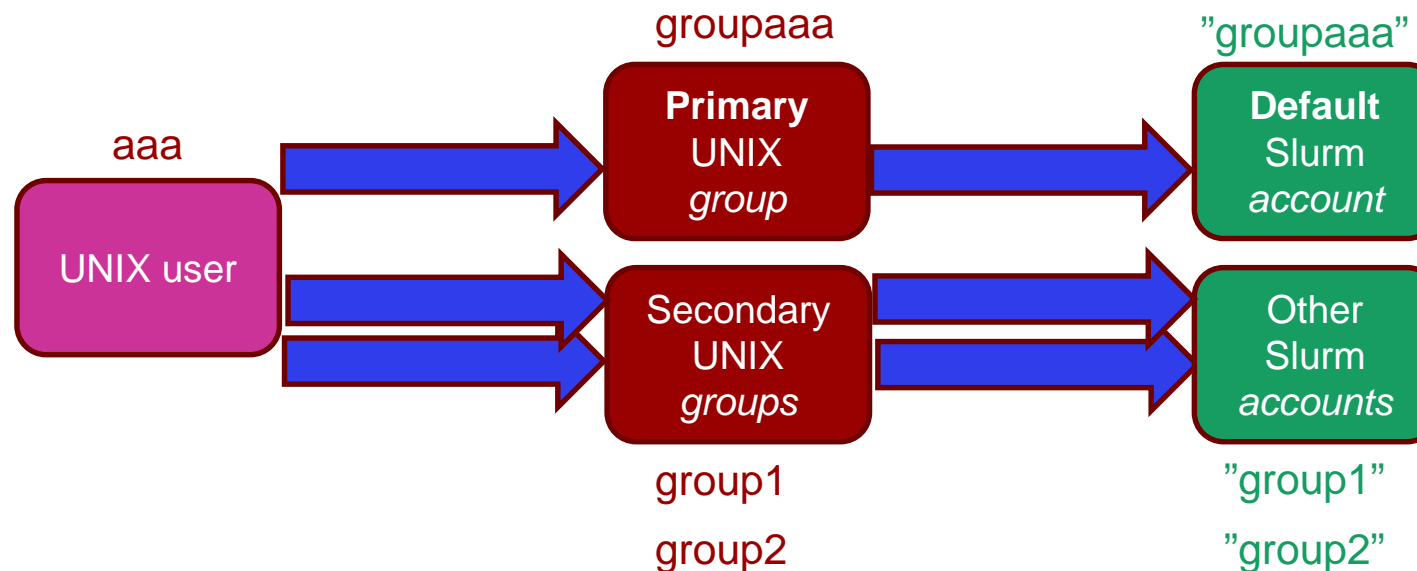 groupaaa
”groupaaa”
aaa
Primary
UNIX
group
Default
Slurm
account
UNIX user
Secondary
UNIX
groups
Other
Slurm
accounts
group1
”group1”
group2
”group2”